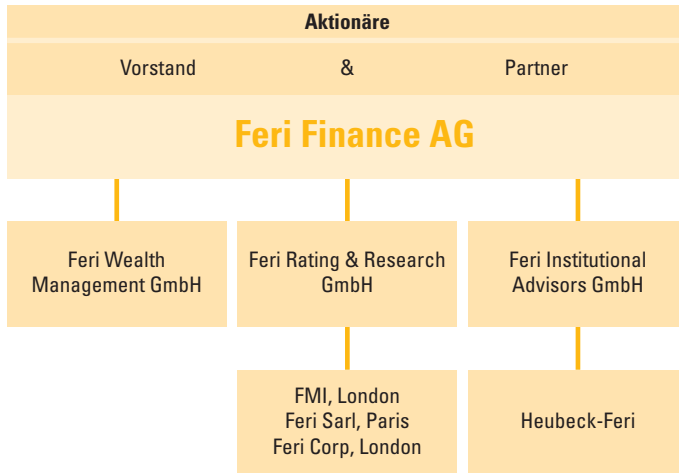 Aktionäre
Vorstand & Partner
Feri Finance AG
Feri Wealth
Management GmbH
Feri Rating & Research
GmbH
Feri Institutional
Advisors GmbH
FMI, London
Feri Sarl, Paris
Feri Corp, London
Heubeck-Feri